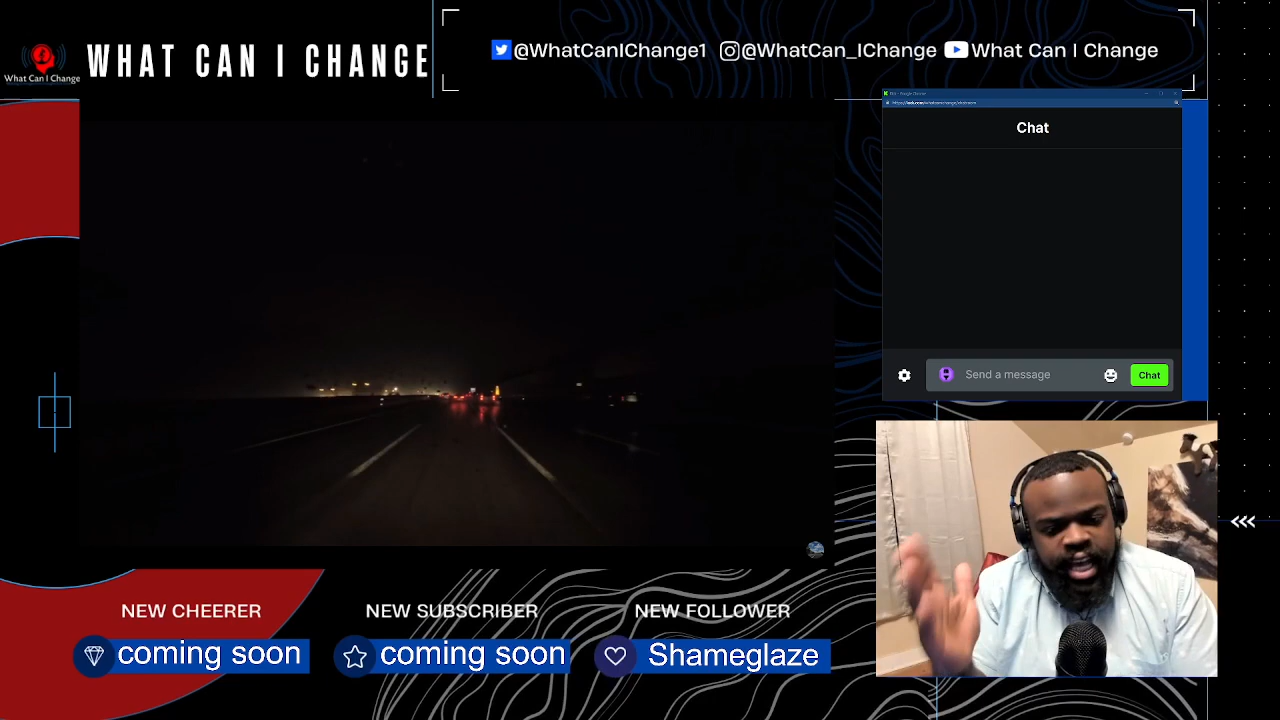 What Can I Change
WHAT CAN I CHANGE
@WhatCanIChange1
@WhatCan_IChange
What Can I Change
Chat
Send a message
Chat
NEW CHEERER
coming soon
NEW SUBSCRIBER
coming soon
NEW FOLLOWER
Shameglaze